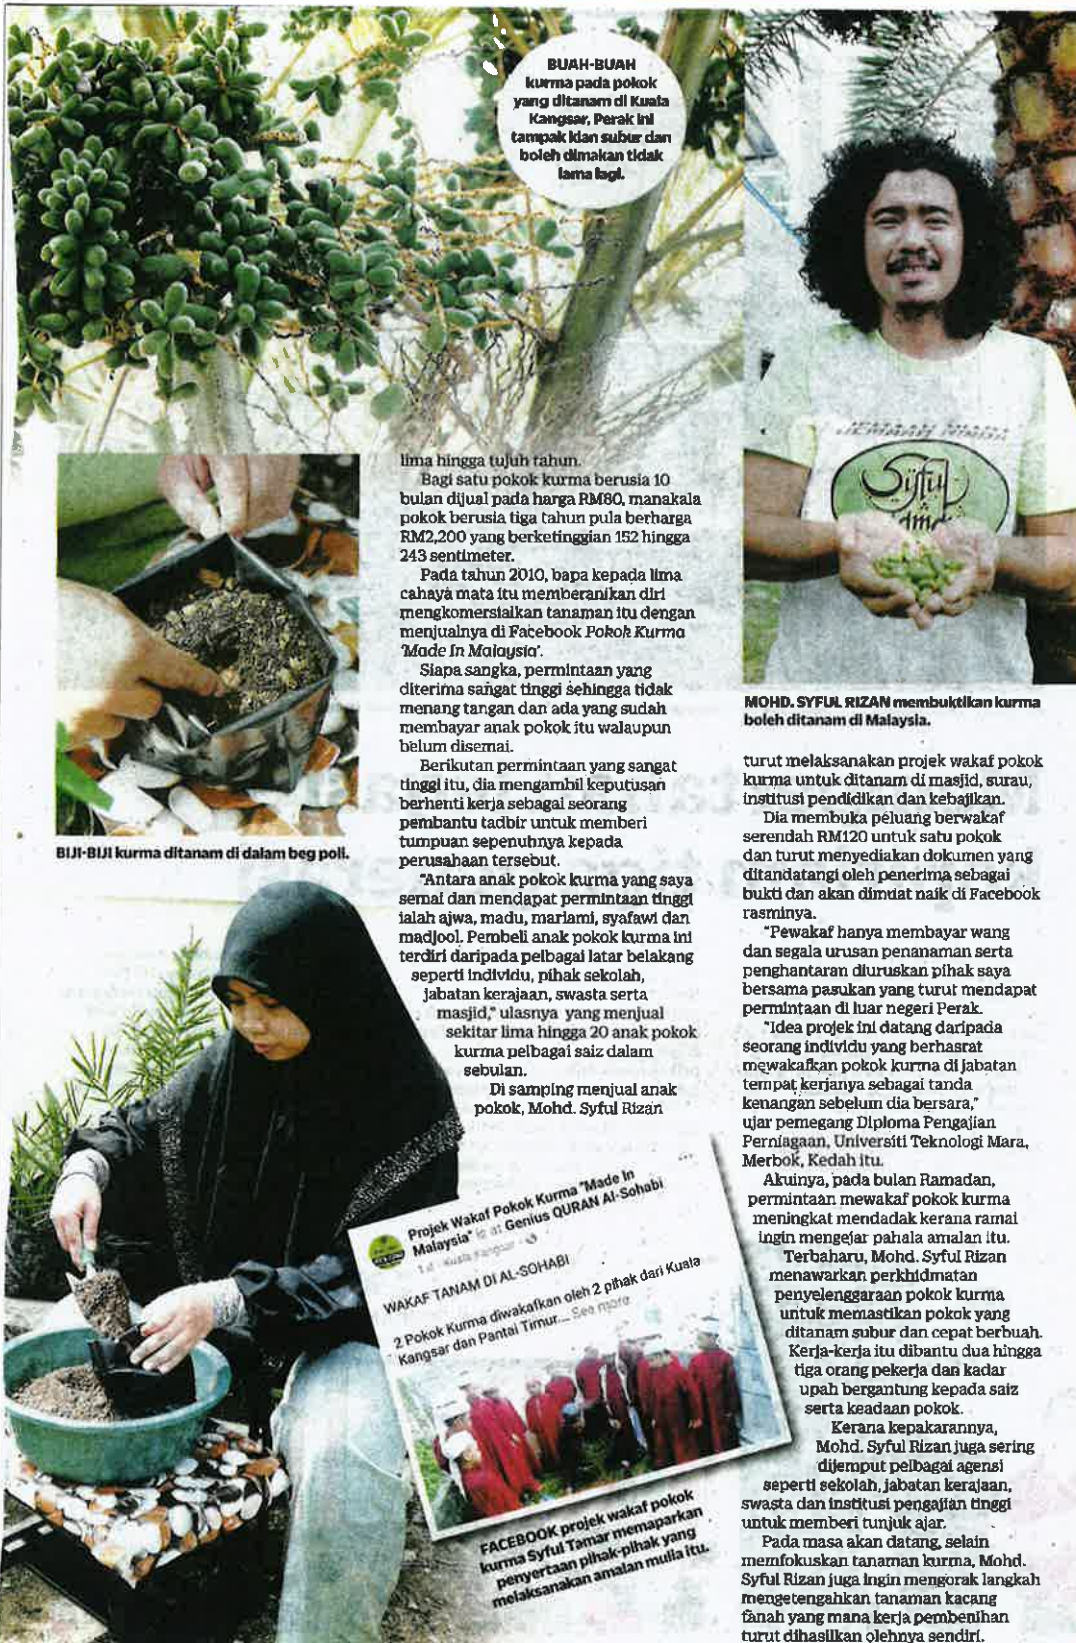 BUAH-BUAH
kurma pada pokok
yang ditanam di Kuala
Kangsar, Perak ini
tampak kian subur dan
boleh dimakan tidak
lama lagi.
Syful
BIJI-BIJI kurma ditanam di dalam beg poli.
lima hingga tujuh tahun.
Bagi satu pokok kurma berusia 10
bulan dijual pada harga RM80, manakala
pokok berusia tiga tahun pula berharga
RM2,200 yang berketinggian 152 hingga
243 sentimeter.
Pada tahun 2010, bapa kepada lima
cahaya mata itu memberanikan diri
mengkomersialkan tanaman itu dengan
menjualnya di Facebook Pokok Kurma
'Made In Malaysia'.
Siapa sangka, permintaan yang
diterima sangat tinggi sehingga tidak
menang tangan dan ada yang sudah
membayar anak pokok itu walaupun
belum disemai.
Berikutan permintaan yang sangat
tinggi itu, dia mengambil keputusan
berhenti kerja sebagai seorang
pembantu tadbir untuk memberi
tumpuan sepenuhnya kepada
perusahaan tersebut.
"Antara anak pokok kurma yang saya
semai dan mendapat permintaan tinggi
ialah ajwa, madu, mariami, syafawi dan
madjool. Pembeli anak pokok kurma ini
terdiri daripada pelbagai latar belakang
seperti individu, pihak sekolah,
jabatan kerajaan, swasta serta
masjid," ulasnya yang menjual
sekitar lima hingga 20 anak pokok
kurma pelbagai saiz dalam
sebulan.
Di samping menjual anak
pokok, Mohd. Syful Rizan
MOHD. SYFUL RIZAN membuktikan kurma
boleh ditanam di Malaysia.
turut melaksanakan projek wakaf pokok
kurma untuk ditanam di masjid, surau,
institusi pendidikan dan kebajikan.
Dia membuka peluang berwakaf
serendah RM120 untuk satu pokok
dan turut menyediakan dokumen yang
ditandatangi oleh penerima sebagai
bukti dan akan dimuat naik di Facebook
rasminya.
"Pewakaf hanya membayar wang
dan segala urusan penanaman serta
penghantaran diuruskan pihak saya
bersama pasukan yang turut mendapat
permintaan di luar negeri Perak.
"Idea projek ini datang daripada
seorang individu yang berhasrat
mewakafkan pokok kurma di jabatan
tempat kerjanya sebagai tanda
kenangan sebelum dia bersara,"
ujar pemegang Diploma Pengajian
Perniagaan, Universiti Teknologi Mara,
Merbok, Kedah itu.
Akuinya, pada bulan Ramadan,
permintaan mewakaf pokok kurma
meningkat mendadak kerana ramai
ingin mengejar pahala amalan itu.
Terbaharu, Mohd. Syful Rizan
menawarkan perkhidmatan
penyelenggaraan pokok kurma
untuk memastikan pokok yang
ditanam subur dan cepat berbuah.
Kerja-kerja itu dibantu dua hingga
tiga orang pekerja dan kadar
upah bergantung kepada saiz
serta keadaan pokok.
Kerana kepakarannya,
Mohd. Syful Rizan juga sering
dijemput pelbagai agensi
seperti sekolah, jabatan kerajaan,
swasta dan institusi pengajian tinggi
untuk memberi tunjuk ajar.
Pada masa akan datang, selain
memfokuskan tanaman kurma, Mohd.
Syful Rizan juga ingin mengorak langkah
mengetengahkan tanaman kacang
tanah yang mana kerja pembenihan
turut dihasilkan olehnya sendiri.
Projek Wakaf Pokok Kurma "Made In
Malaysia" is at Genius QURAN Al-Sohabi
1 d · Kuala Kangsar
WAKAF TANAM DI AL-SOHABI
2 Pokok Kurma diwakafkan oleh 2 pihak dari Kuala
Kangsar dan Pantai Timur... See more
FACEBOOK projek wakaf pokok
kurma Syful Tamar memaparkan
penyertaan pihak-pihak yang
melaksanakan amalan mulia itu.